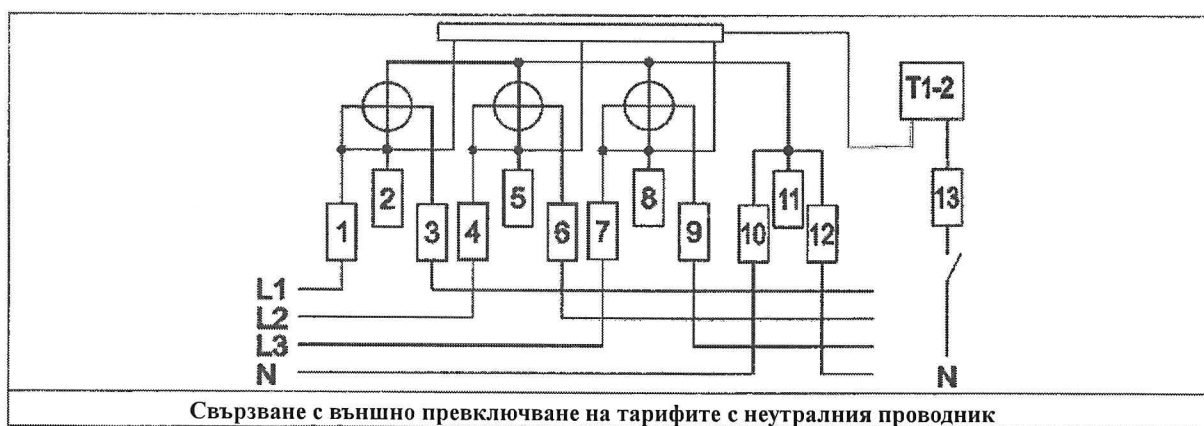 T1-2
2 5 8 11 13
1 3 4 6 7 9 10 12
L1
L2
L3
N N
Свързване с външно превключване на тарифите с неутралния проводник